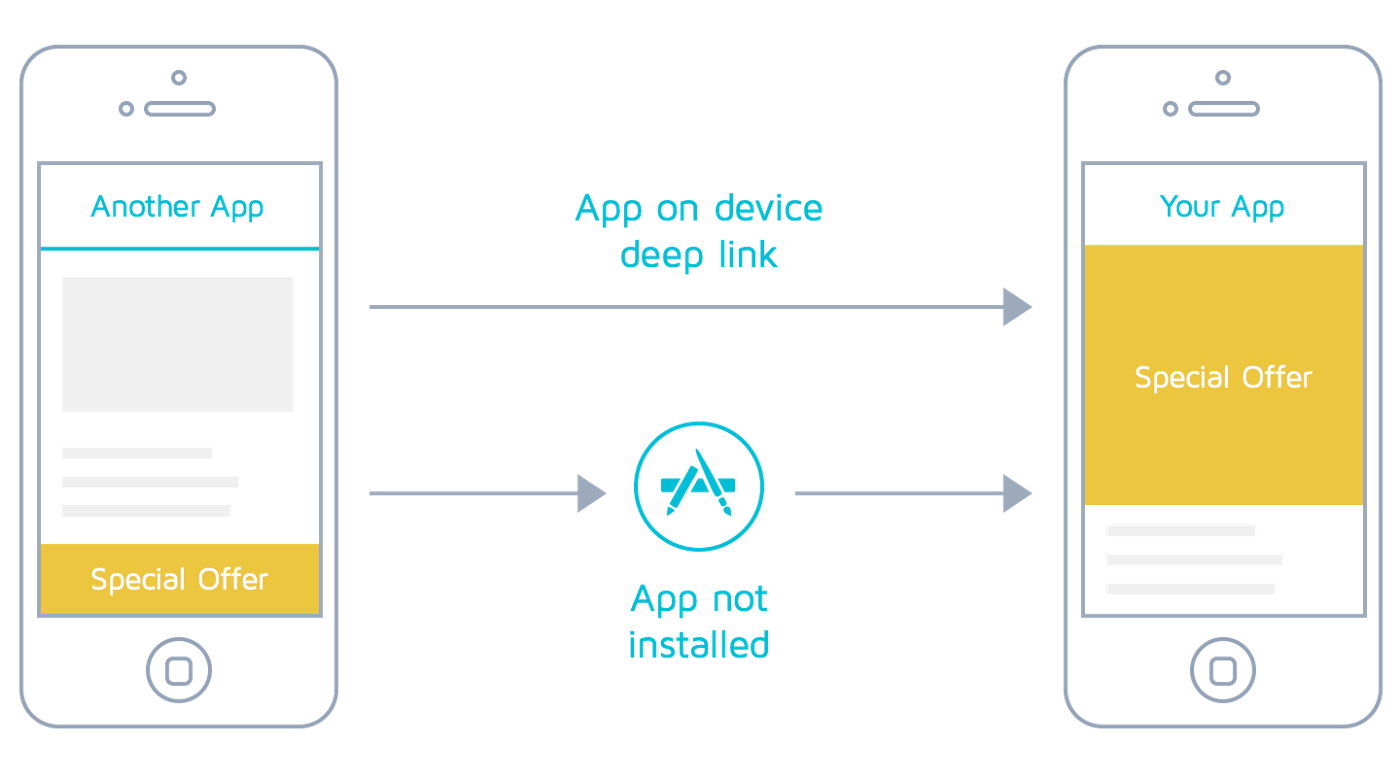 Another App
Special Offer
App on device
deep link
App not
installed
Your App
Special Offer